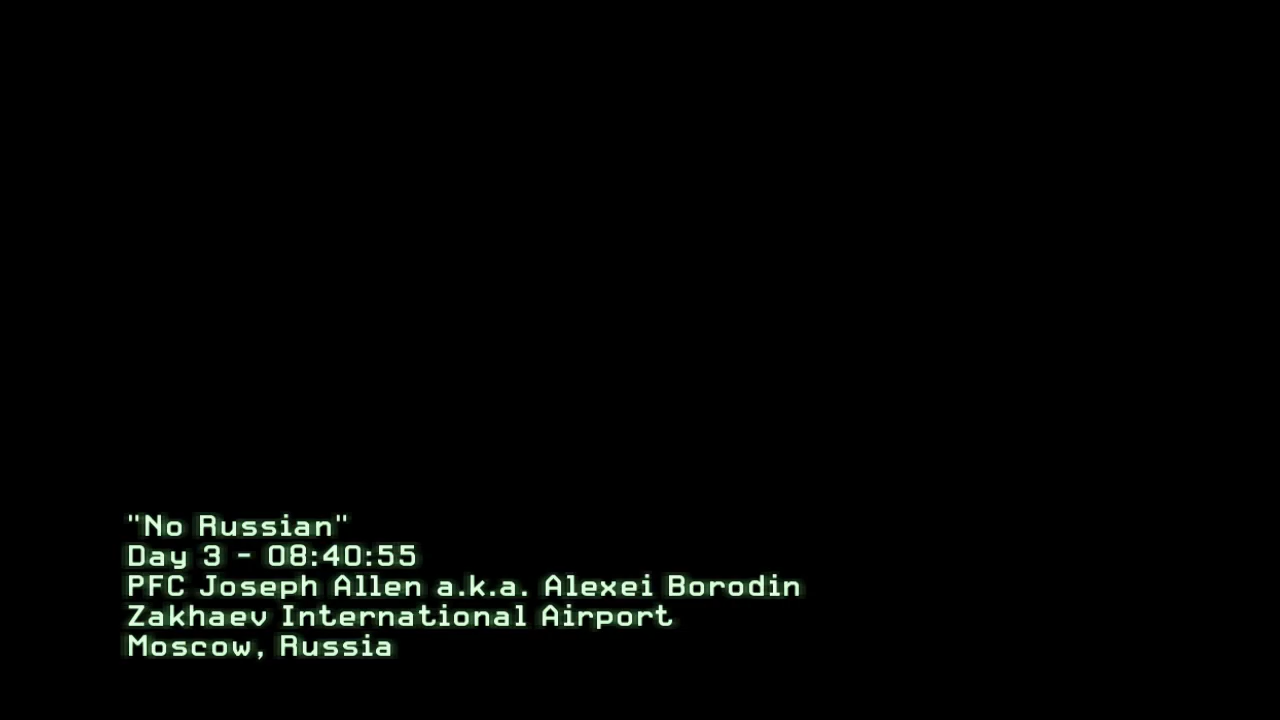 "No Russian"
Day 3 - 08:40:55
PFC Joseph Allen a.k.a. Alexei Borodin
Zakhaev International Airport
Moscow, Russia